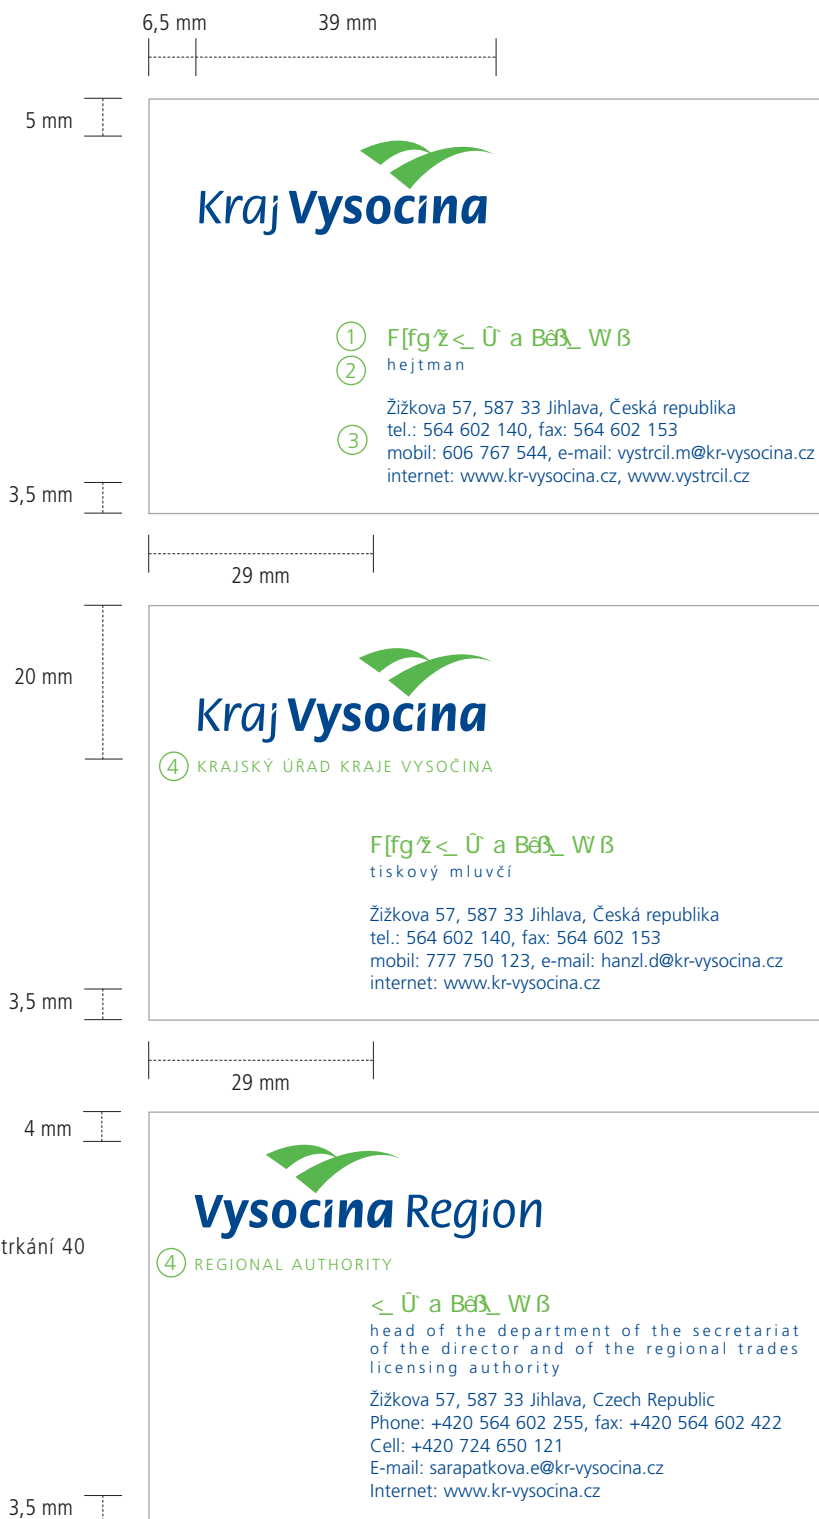 6,5 mm
39 mm
5 mm
Kraj Vysocina
1
2
hejtman
Žižkova 57, 587 33 Jihlava, Česká republika
3
tel.: 564 602 140, fax: 564 602 153
mobil: 606 767 544, e-mail: vystrcil.m@kr-vysocina.cz
internet: www.kr-vysocina.cz, www.vystrcil.cz
3,5 mm
29 mm
20 mm
Kraj Vysocina
4 KRAJSKÝ ÚŘAD KRAJE VYSOČINA
tiskový mluvčí
Žižkova 57, 587 33 Jihlava, Česká republika
tel.: 564 602 140, fax: 564 602 153
mobil: 777 750 123, e-mail: hanzl.d@kr-vysocina.cz
internet: www.kr-vysocina.cz
3,5 mm
29 mm
4 mm
Vysocina Region
trkání 40
4 REGIONAL AUTHORITY
head of the department of the secretariat
of the director and of the regional trades
licensing authority
Žižkova 57, 587 33 Jihlava, Czech Republic
Phone: +420 564 602 255, fax: +420 564 602 422
Cell: +420 724 650 121
E-mail: sarapatkova.e@kr-vysocina.cz
Internet: www.kr-vysocina.cz
3,5 mm